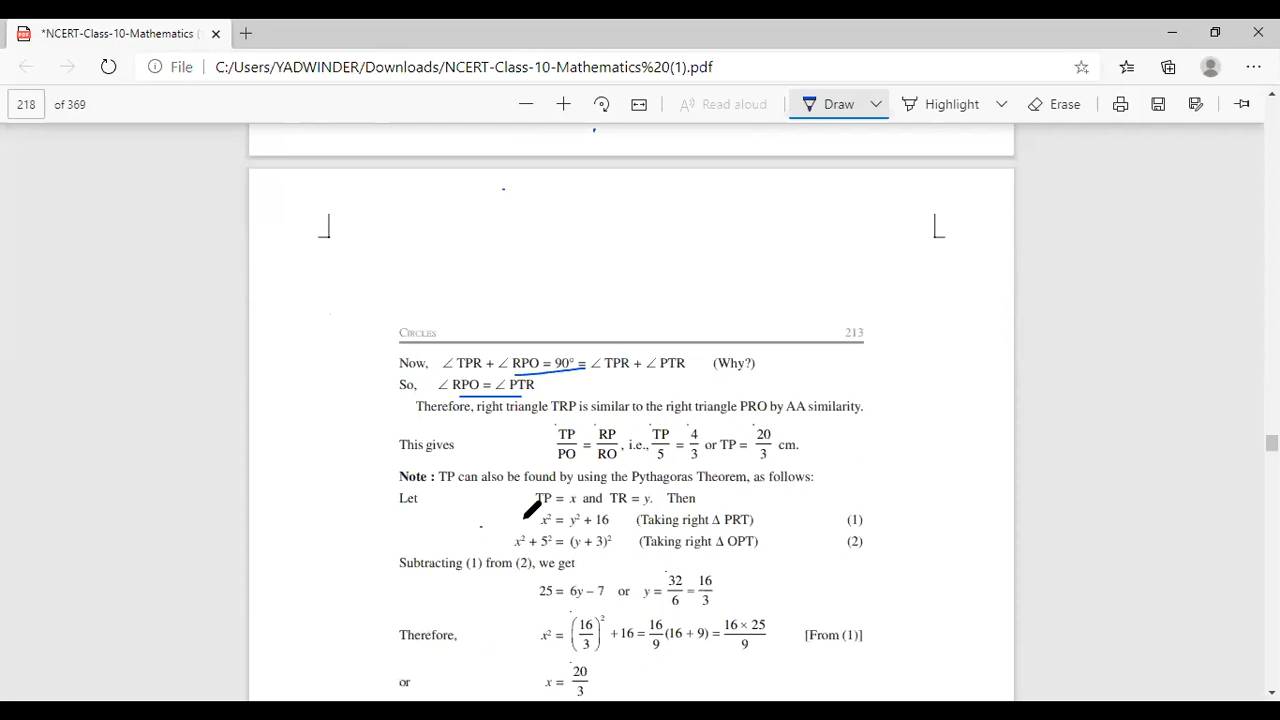 *NCERT-Class-10-Mathematics (
File C:/Users/YADWINDER/Downloads/NCERT-Class-10-Mathematics%20(1).pdf
218 of 369 Read aloud Draw Highlight Erase
CIRCLES 213
Now, ∠ TPR + ∠ RPO = 90° = ∠ TPR + ∠ PTR (Why?)
So, ∠ RPO = ∠ PTR
Therefore, right triangle TRP is similar to the right triangle PRO by AA similarity.
This gives TP/PO = RP/RO, i.e., TP/5 = 4/3 or TP = 20/3 cm.
Note : TP can also be found by using the Pythagoras Theorem, as follows:
Let TP = x and TR = y. Then
x² = y² + 16 (Taking right Δ PRT) (1)
x² + 5² = (y + 3)² (Taking right Δ OPT) (2)
Subtracting (1) from (2), we get
25 = 6y – 7 or y = 32/6 = 16/3
Therefore, x² = (16/3)² + 16 = 16/9 (16 + 9) = 16 × 25/9 [From (1)]
or x = 20/3